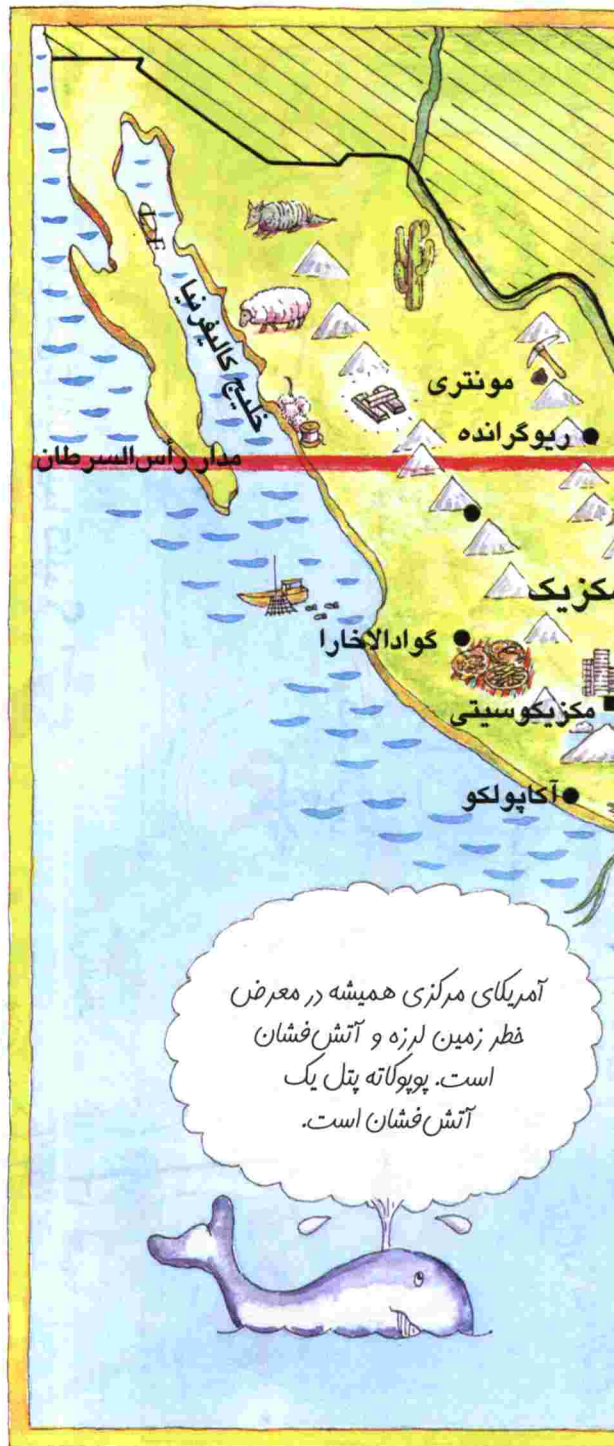 خلیج کالیفرنیا
مونتری
ریوگرانده
مدار رأس‌السرطان
مکزیک
گوادالاخارا
مکزیکوسیتی
آکاپولکو
آمریکای مرکزی همیشه در معرض
خطر زمین لرزه و آتش‌فشان
است. پوپوکاته پتل یک
آتش‌فشان است.